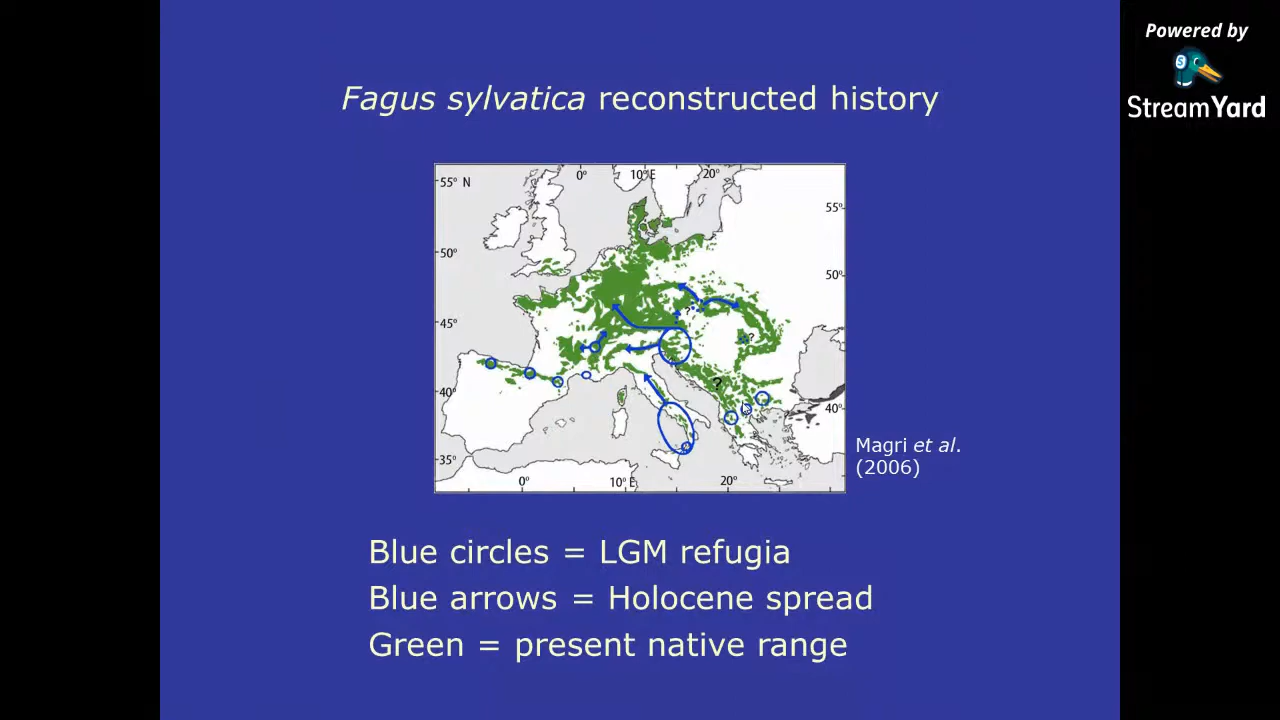 Powered by
StreamYard
Fagus sylvatica reconstructed history
55° N
0°
10°E
20°
55°
50°
50°
45°
?
?
?
40°
40°
35°
0°
10° E
20°
Magri et al.
(2006)
Blue circles = LGM refugia
Blue arrows = Holocene spread
Green = present native range